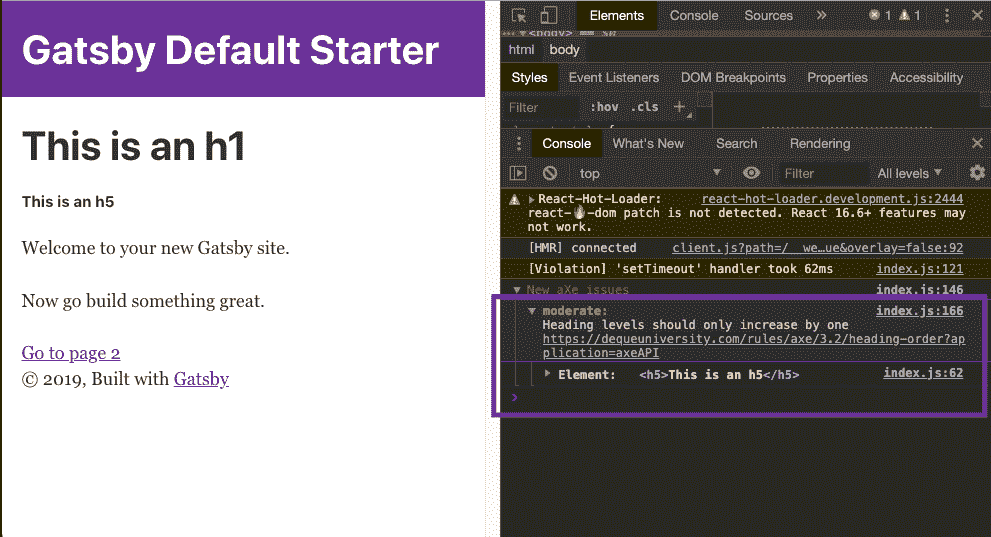 Gatsby Default Starter
This is an h1
This is an h5
Welcome to your new Gatsby site.
Now go build something great.
Go to page 2
© 2019, Built with Gatsby
Elements Console Sources » 1 1
html body
Styles Event Listeners DOM Breakpoints Properties Accessibility
Filter :hov .cls +
Console What's New Search Rendering
top Filter All levels
React-Hot-Loader: react-hot-loader.development.js:2444
react-🔥-dom patch is not detected. React 16.6+ features may
not work.
[HMR] connected client.js?path=/__we…ue&overlay=false:92
[Violation] 'setTimeout' handler took 62ms index.js:121
New aXe issues index.js:146
moderate: index.js:166
Heading levels should only increase by one
https://dequeuniversity.com/rules/axe/3.2/heading-order?ap
plication=axeAPI
Element: <h5>This is an h5</h5> index.js:62